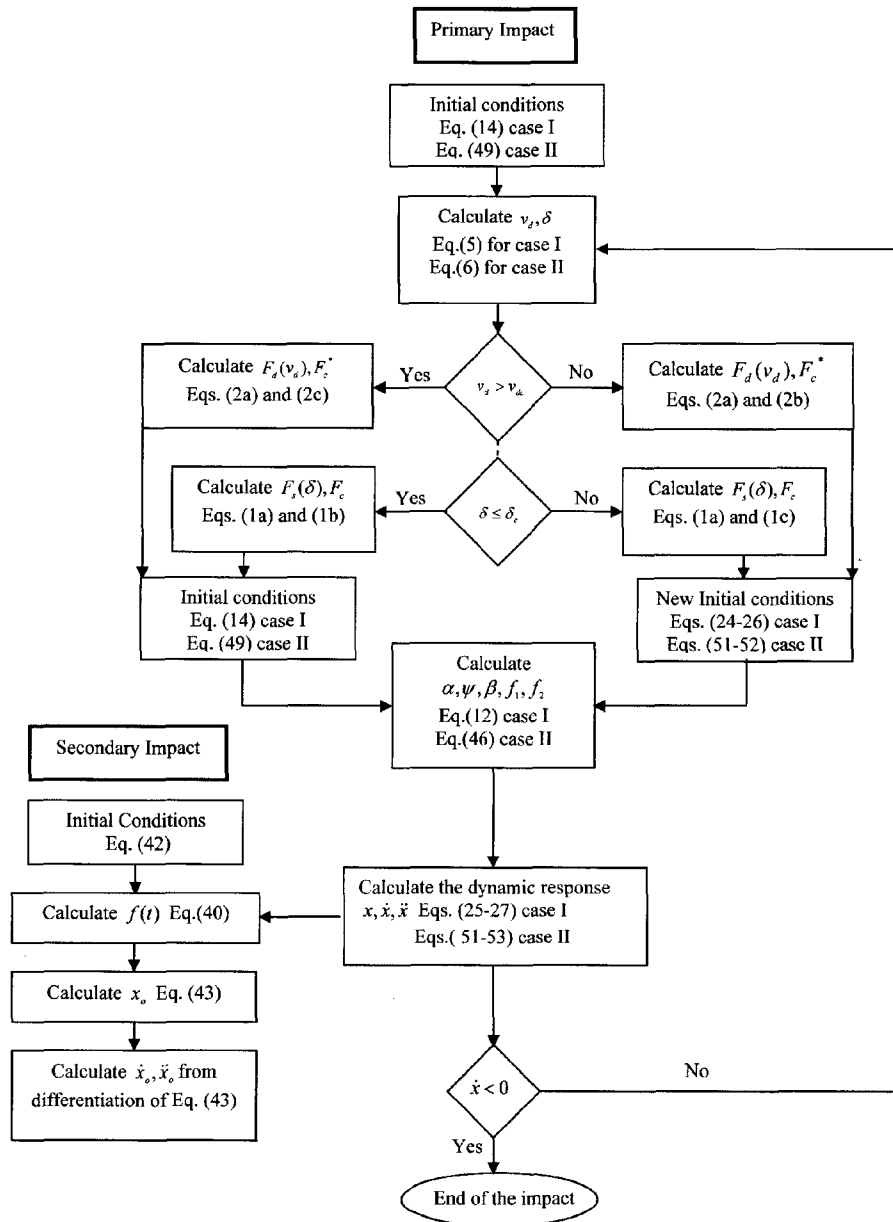 Primary Impact
Initial conditions
Eq. (14) case I
Eq. (49) case II
Calculate v_d, δ
Eq.(5) for case I
Eq.(6) for case II
Calculate F_d(v_d), F_c*
Eqs. (2a) and (2c)
Yes
v_d > v_dc
No
Calculate F_d(v_d), F_c*
Eqs. (2a) and (2b)
Calculate F_s(δ), F_c
Eqs. (1a) and (1b)
Yes
δ ≤ δ_c
No
Calculate F_s(δ), F_c
Eqs. (1a) and (1c)
Initial conditions
Eq. (14) case I
Eq. (49) case II
New Initial conditions
Eqs. (24-26) case I
Eqs. (51-52) case II
Calculate
α, ψ, β, f₁, f₂
Eq.(12) case I
Eq.(46) case II
Secondary Impact
Initial Conditions
Eq. (42)
Calculate f(t) Eq.(40)
Calculate x_o Eq. (43)
Calculate ẋ_o, ẍ_o from
differentiation of Eq. (43)
Calculate the dynamic response
x, ẋ, ẍ Eqs. (25-27) case I
Eqs.( 51-53) case II
ẋ < 0
No
Yes
End of the impact